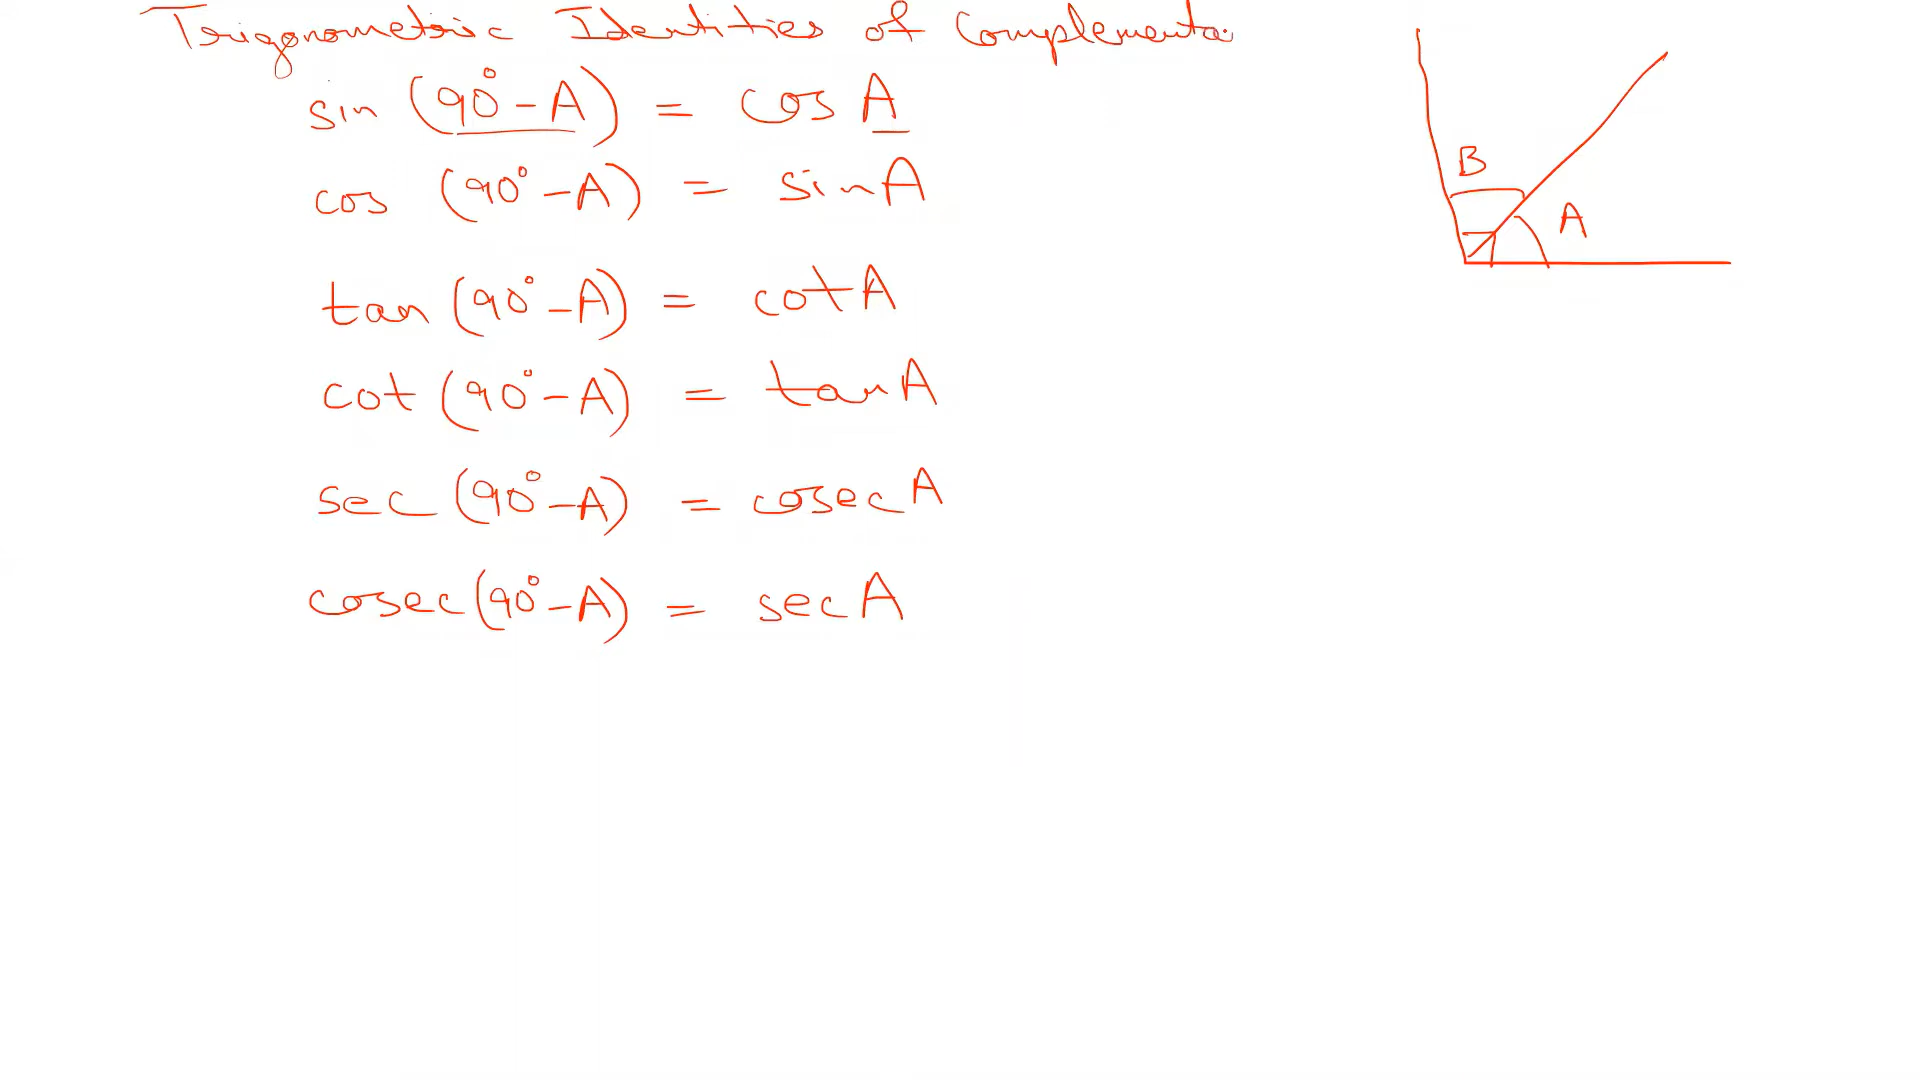 Trigonometric Identities of Complementa
sin (90° - A) = cos A
cos (90° - A) = sin A
tan (90° - A) = cot A
cot (90° - A) = tan A
sec (90° - A) = cosec A
cosec (90° - A) = sec A
B
A